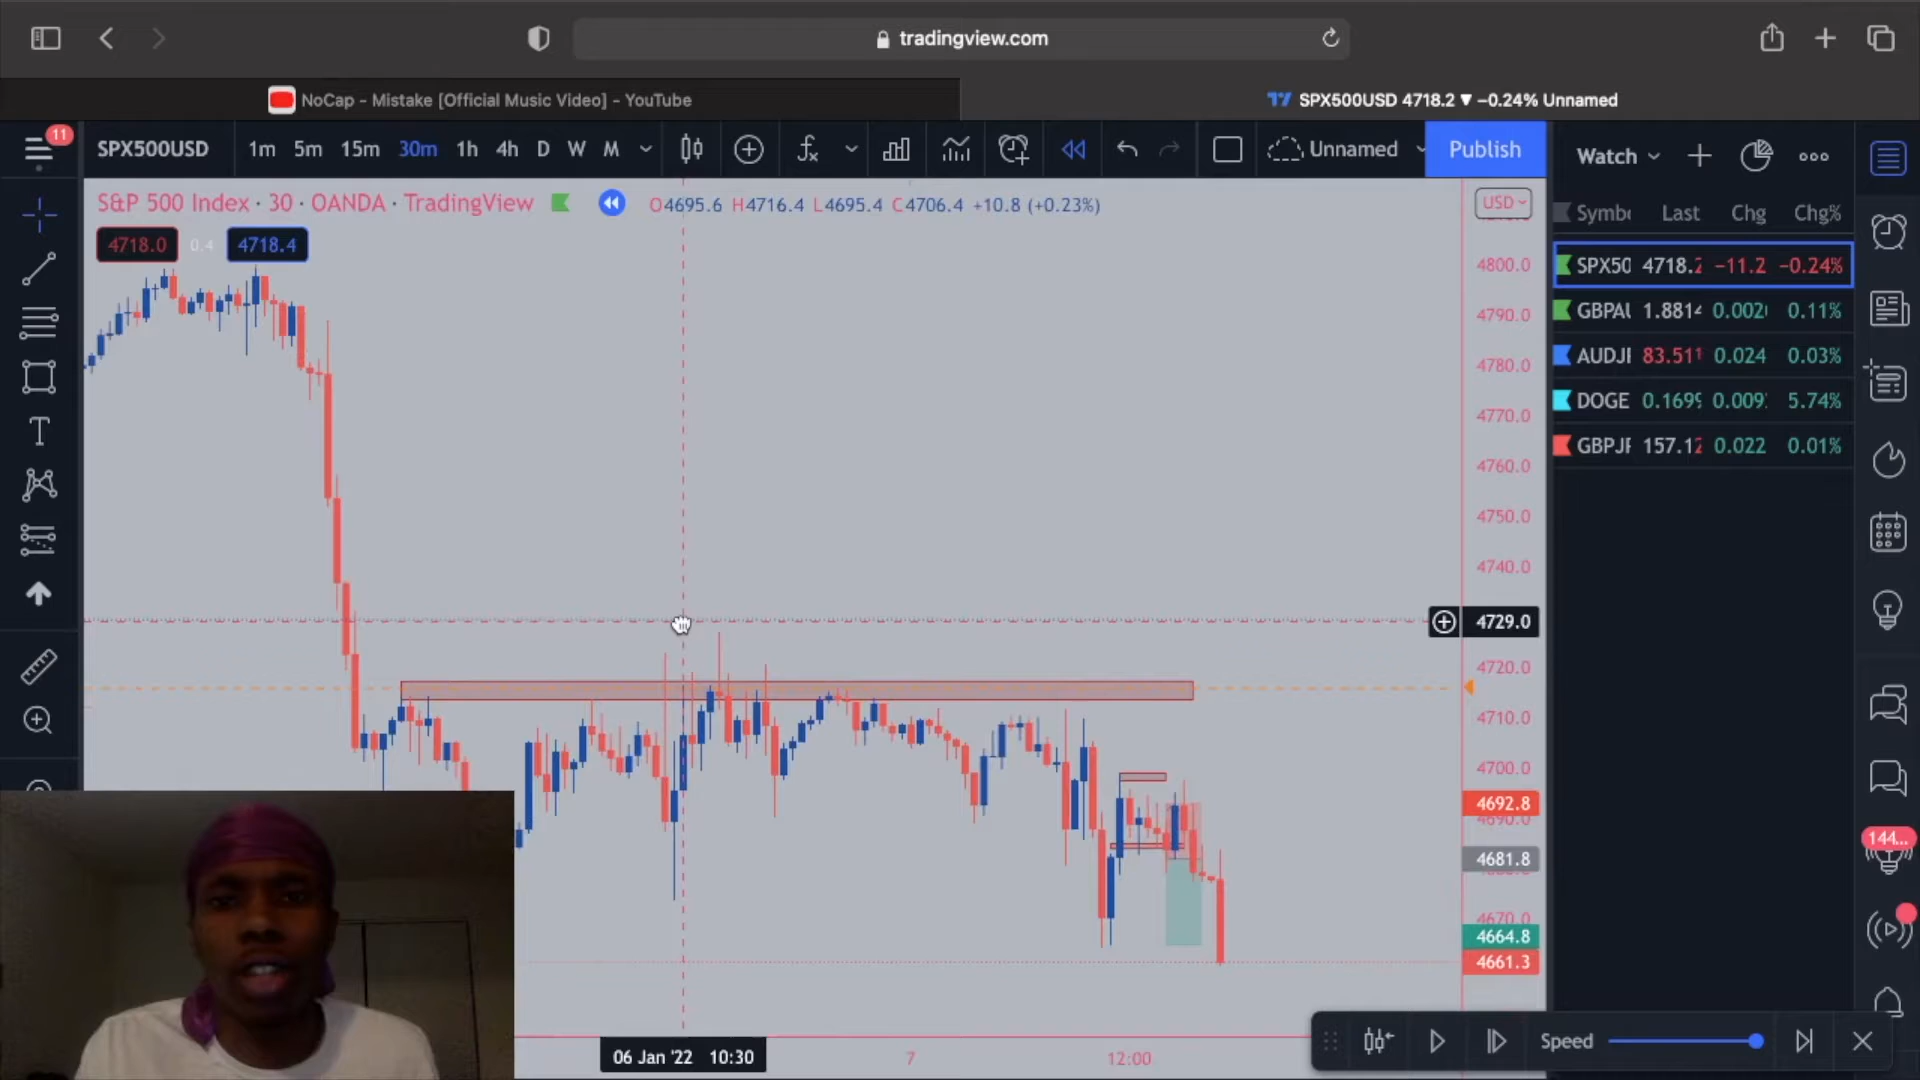 tradingview.com
NoCap - Mistake [Official Music Video] - YouTube
SPX500USD 4718.2 ▼ −0.24% Unnamed
11
SPX500USD 1m 5m 15m 30m 1h 4h D W M Unnamed Publish
Watch
S&P 500 Index · 30 · OANDA · TradingView O4695.6 H4716.4 L4695.4 C4706.4 +10.8 (+0.23%)
USD
4718.0 0.4 4718.4
Symb Last Chg Chg%
SPX50 4718.2 −11.2 −0.24%
GBPAU 1.8814 0.002 0.11%
AUDJ 83.511 0.024 0.03%
DOGE 0.1699 0.009 5.74%
GBPJ 157.12 0.022 0.01%
4800.0
4790.0
4780.0
4770.0
4760.0
4750.0
4740.0
4729.0
4720.0
4710.0
4700.0
4692.8
4690.0
4681.8
4670.0
4664.8
4661.3
144...
06 Jan '22 10:30 7 12:00
Speed